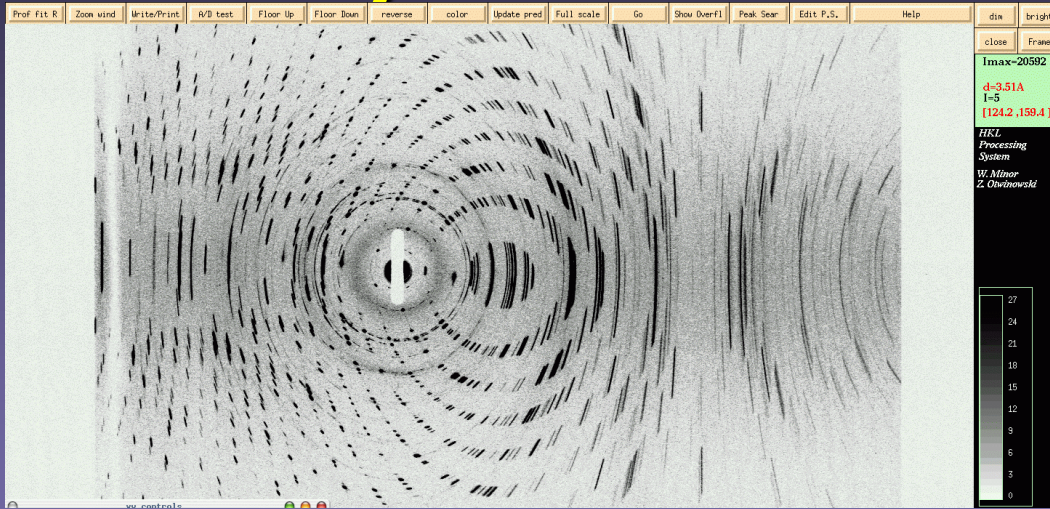 Prof fit R Zoom wind Write/Print A/D test Floor Up Floor Down reverse color Update pred Full scale Go Show Overfl Peak Sear Edit P.S. Help dim bright
close Frame
Imax=20592
d=3.51A
I=5
[124.2 ,159.4 ]
HKL
Processing
System
W. Minor
Z. Otwinowski
27
24
21
18
15
12
9
6
3
0